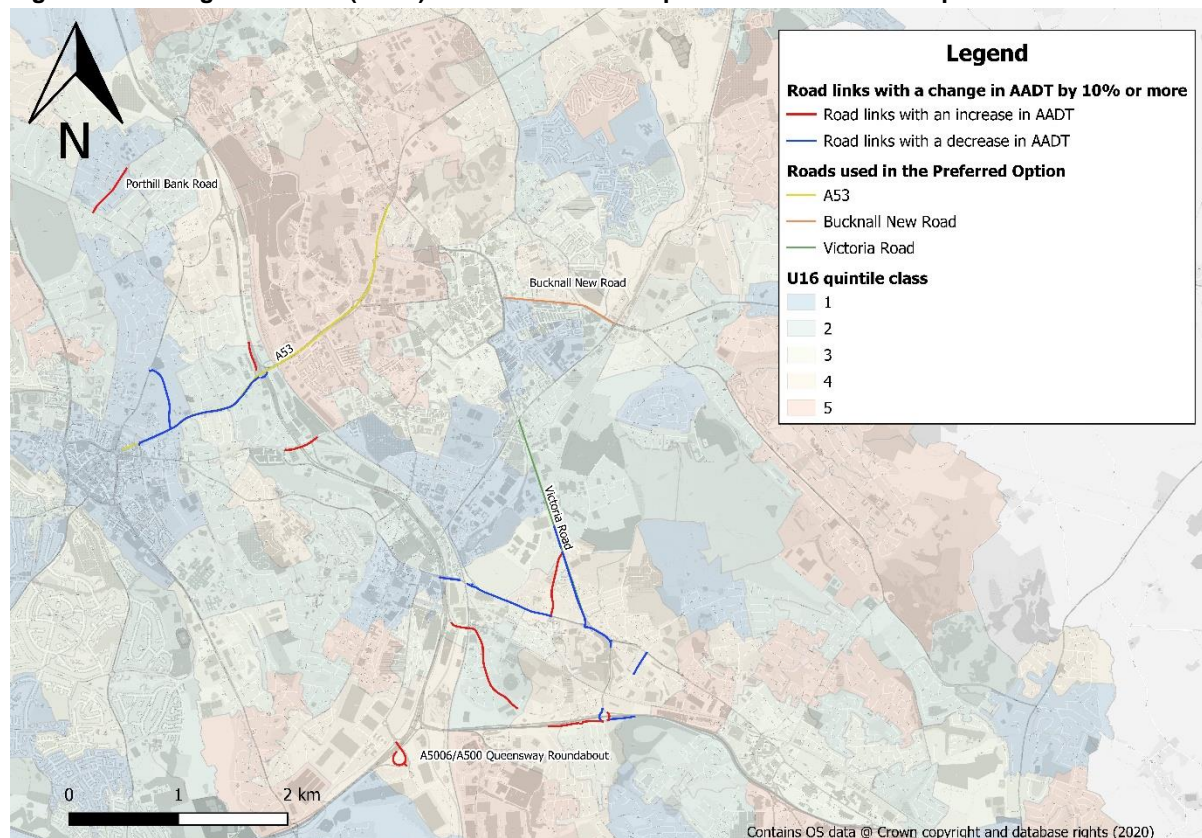 N
Legend
Road links with a change in AADT by 10% or more
Road links with an increase in AADT
Road links with a decrease in AADT
Roads used in the Preferred Option
A53
Bucknall New Road
Victoria Road
U16 quintile class
1
2
3
4
5
Porthill Bank Road
Bucknall New Road
A53
Victoria Road
A5006/A500 Queensway Roundabout
0 1 2 km
Contains OS data @ Crown copyright and database rights (2020)